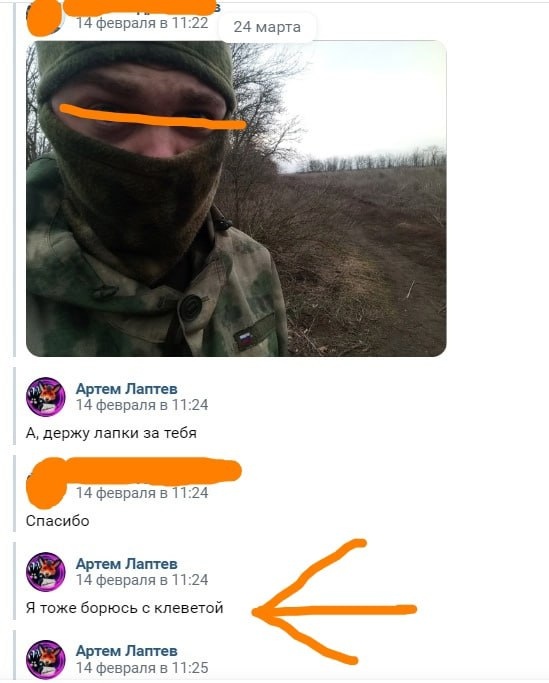 14 февраля в 11:22
24 марта
Артем Лаптев
14 февраля в 11:24
А, держу лапки за тебя
14 февраля в 11:24
Спасибо
Артем Лаптев
14 февраля в 11:24
Я тоже борюсь с клеветой
Артем Лаптев
14 февраля в 11:25